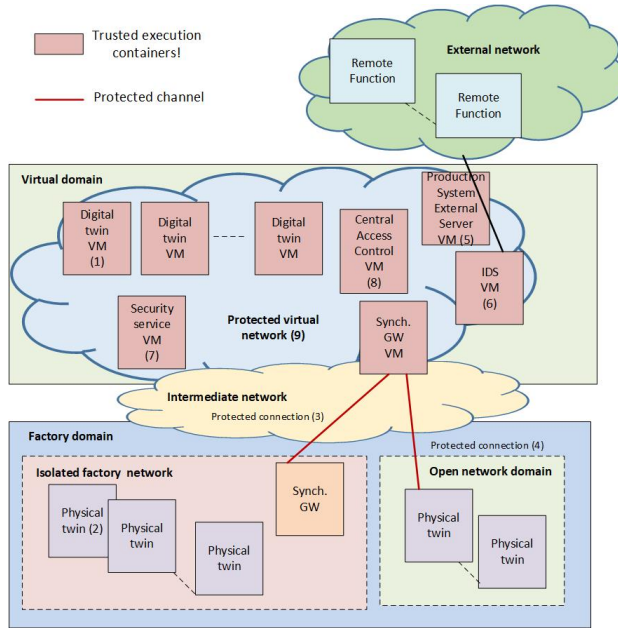 Trusted execution
containers!
Protected channel
External network
Remote
Function
Remote
Function
Virtual domain
Digital
twin
VM
(1)
Digital
twin
VM
Digital
twin
VM
Central
Access
Control
VM
(8)
Production
System
External
Server
VM (5)
IDS
VM
(6)
Security
service
VM
(7)
Protected virtual
network (9)
Synch.
GW
VM
Intermediate network
Protected connection (3)
Factory domain
Protected connection (4)
Isolated factory network
Physical
twin (2)
Physical
twin
Physical
twin
Synch.
GW
Open network domain
Physical
twin
Physical
twin